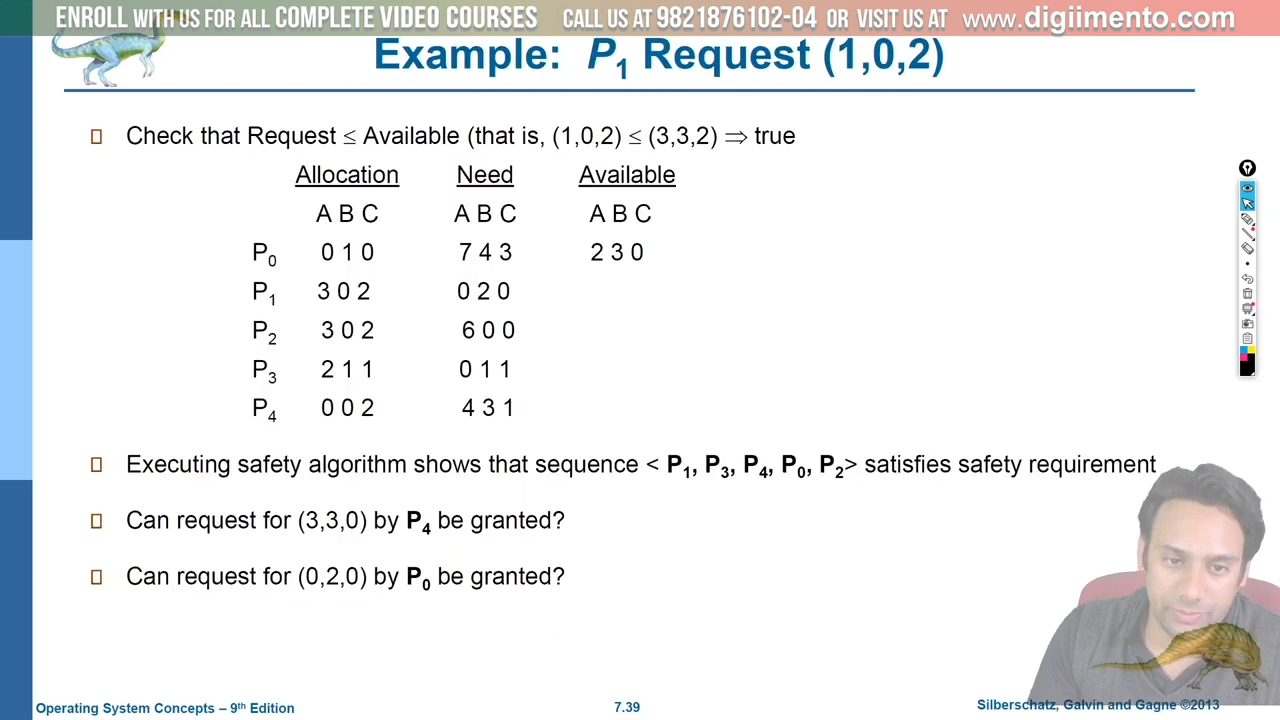 ENROLL WITH US FOR ALL COMPLETE VIDEO COURSES CALL US AT 9821876102-04 OR VISIT US AT www.digiimento.com
Example: P1 Request (1,0,2)
Check that Request ≤ Available (that is, (1,0,2) ≤ (3,3,2) ⇒ true
Allocation Need Available
A B C A B C A B C
P0 0 1 0 7 4 3 2 3 0
P1 3 0 2 0 2 0
P2 3 0 2 6 0 0
P3 2 1 1 0 1 1
P4 0 0 2 4 3 1
Executing safety algorithm shows that sequence < P1, P3, P4, P0, P2> satisfies safety requirement
Can request for (3,3,0) by P4 be granted?
Can request for (0,2,0) by P0 be granted?
Operating System Concepts – 9th Edition 7.39 Silberschatz, Galvin and Gagne ©2013